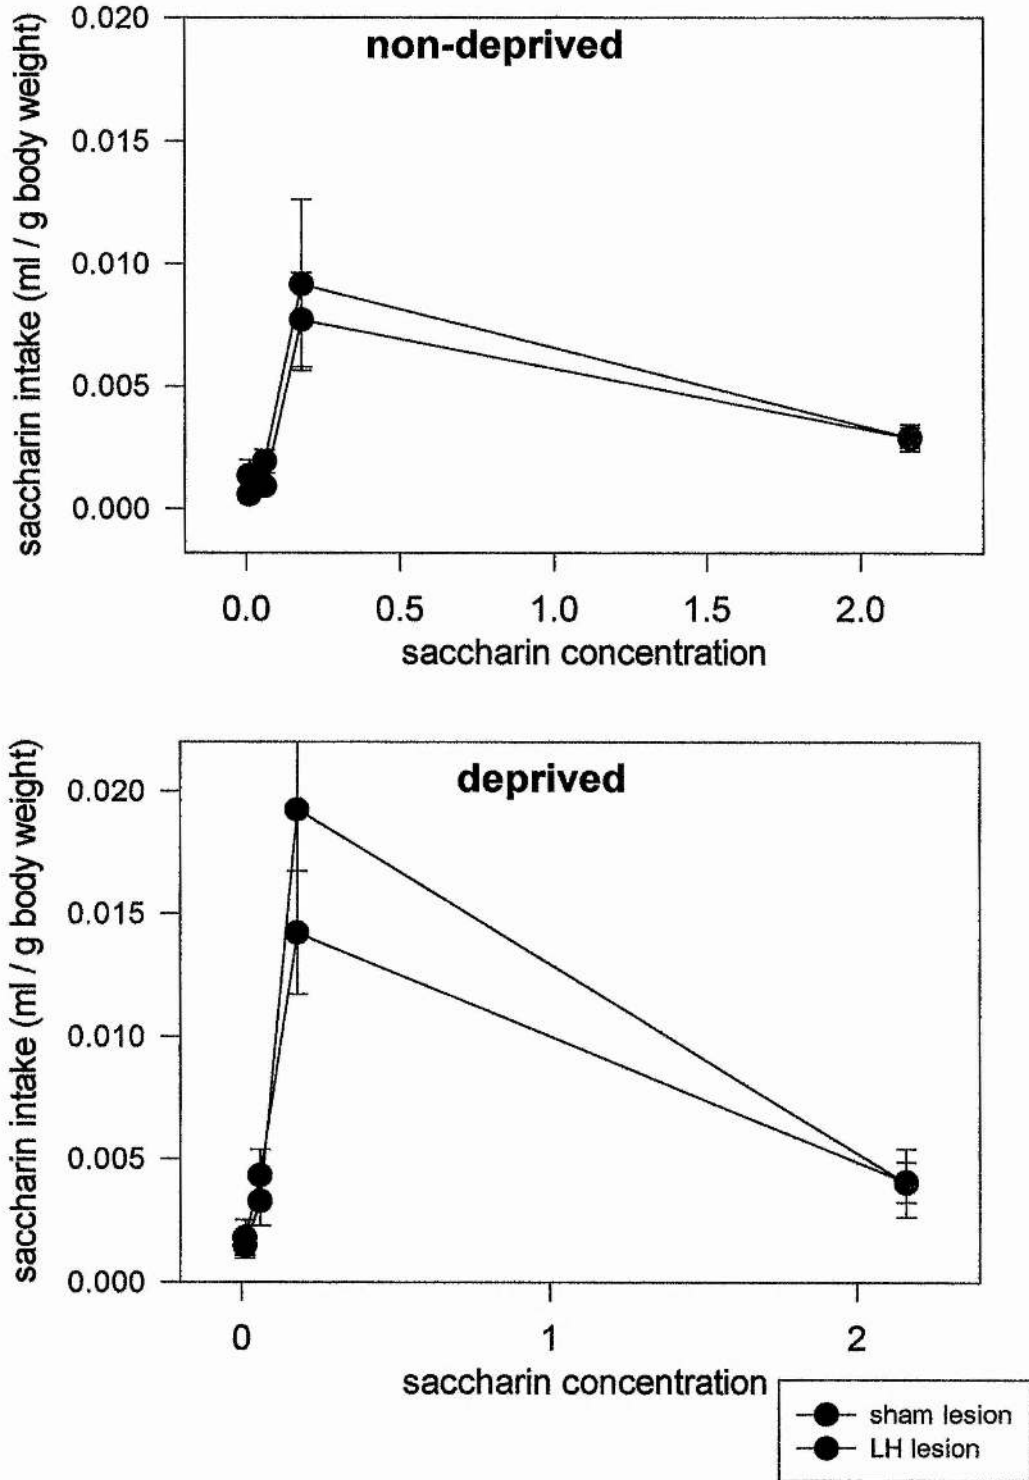 non-deprived
saccharin intake (ml / g body weight)
0.020
0.015
0.010
0.005
0.000
0.0 0.5 1.0 1.5 2.0
saccharin concentration
deprived
saccharin intake (ml / g body weight)
0.020
0.015
0.010
0.005
0.000
0 1 2
saccharin concentration
sham lesion
LH lesion